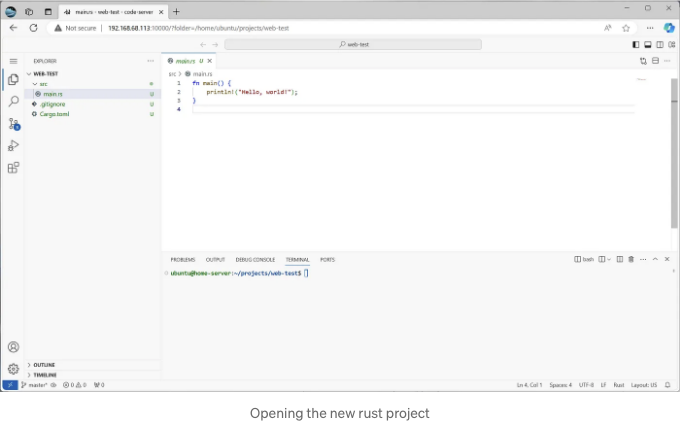 main.rs - web-test - code-server
Not secure 192.168.68.113:10000/?folder=/home/ubuntu/projects/web-test
web-test
EXPLORER
WEB-TEST
src
main.rs U
.gitignore U
Cargo.toml U
OUTLINE
TIMELINE
main.rs U
src > main.rs
1 fn main() {
2 println!("Hello, world!");
3 }
4
PROBLEMS OUTPUT DEBUG CONSOLE TERMINAL PORTS
bash
ubuntu@home-server:~/projects/web-test$
master* 0 0 0 Ln 4, Col 1 Spaces: 4 UTF-8 LF Rust Layout: US
Opening the new rust project